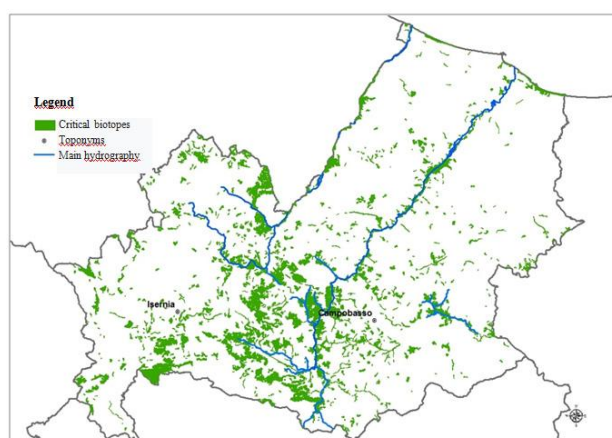 Legend
Critical biotopes
Toponyms
Main hydrography
Isernia
Campobasso